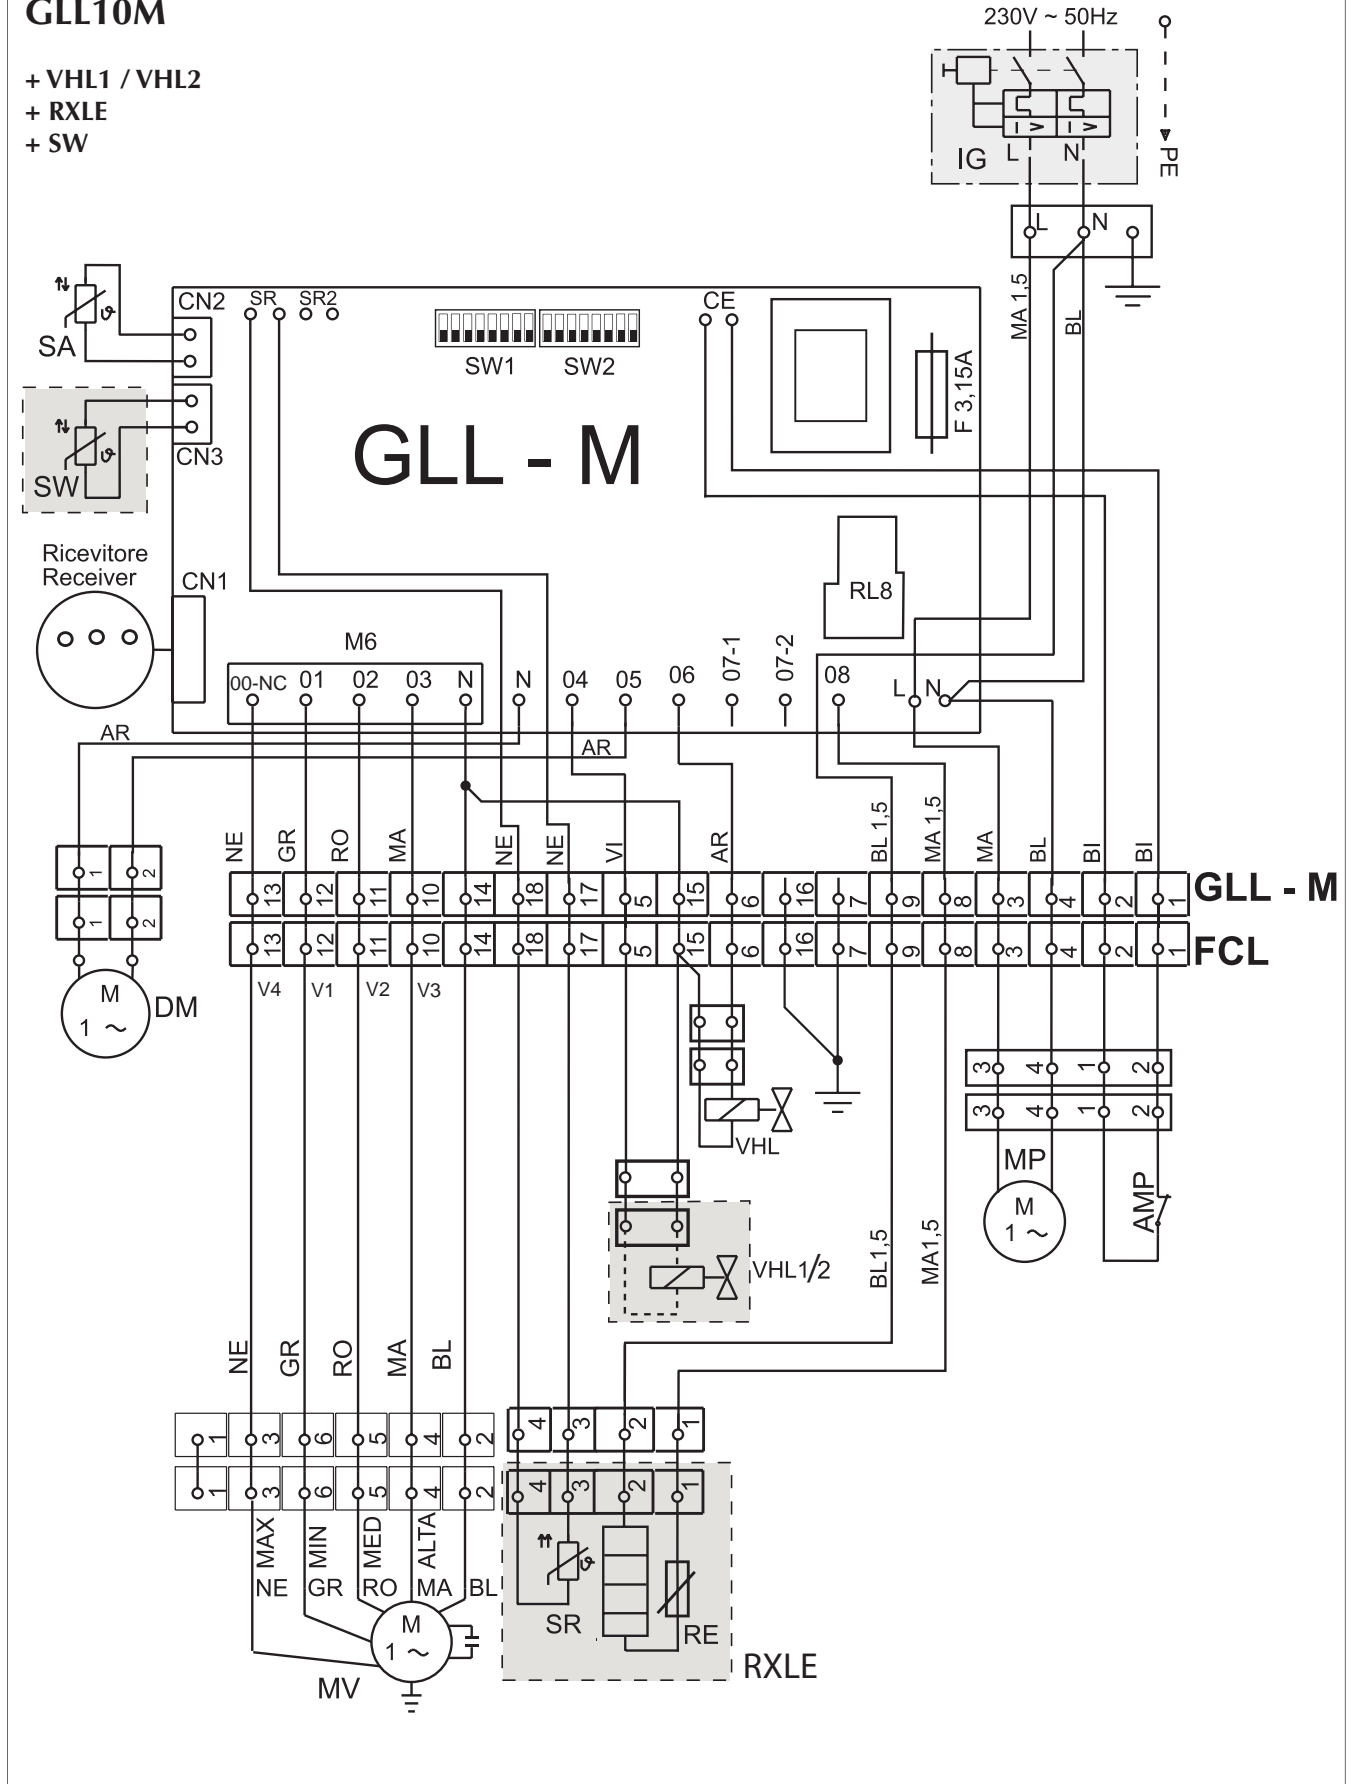 GLL10M
+ VHL1 / VHL2
+ RXLE
+ SW
230V ~ 50Hz
PE
IG L N
L N
MA 1,5 BL
SA CN2 SR SR2 CE
SW1 SW2
F 3,15A
SW CN3
GLL - M
Ricevitore
Receiver
CN1
RL8
M6
00-NC 01 02 03 N N 04 05 06 07-1 07-2 08 L N
AR AR
NE GR RO MA NE NE VI AR BL 1,5 MA 1,5 MA BL BI BI
1 2
13 12 11 10 14 18 17 5 15 6 16 7 9 8 3 4 2 1 GLL - M
1 2
13 12 11 10 14 18 17 5 15 6 16 7 9 8 3 4 2 1 FCL
V4 V1 V2 V3
M
1 ~ DM
3 4 1 2
3 4 1 2
VHL
MP AMP
M
1 ~
VHL1/2
BL1,5 MA1,5
NE GR RO MA BL
1 3 6 5 4 2 4 3 2 1
1 3 6 5 4 2 4 3 2 1
MAX MIN MED ALTA
NE GR RO MA BL
M
1 ~
MV
SR RE
RXLE